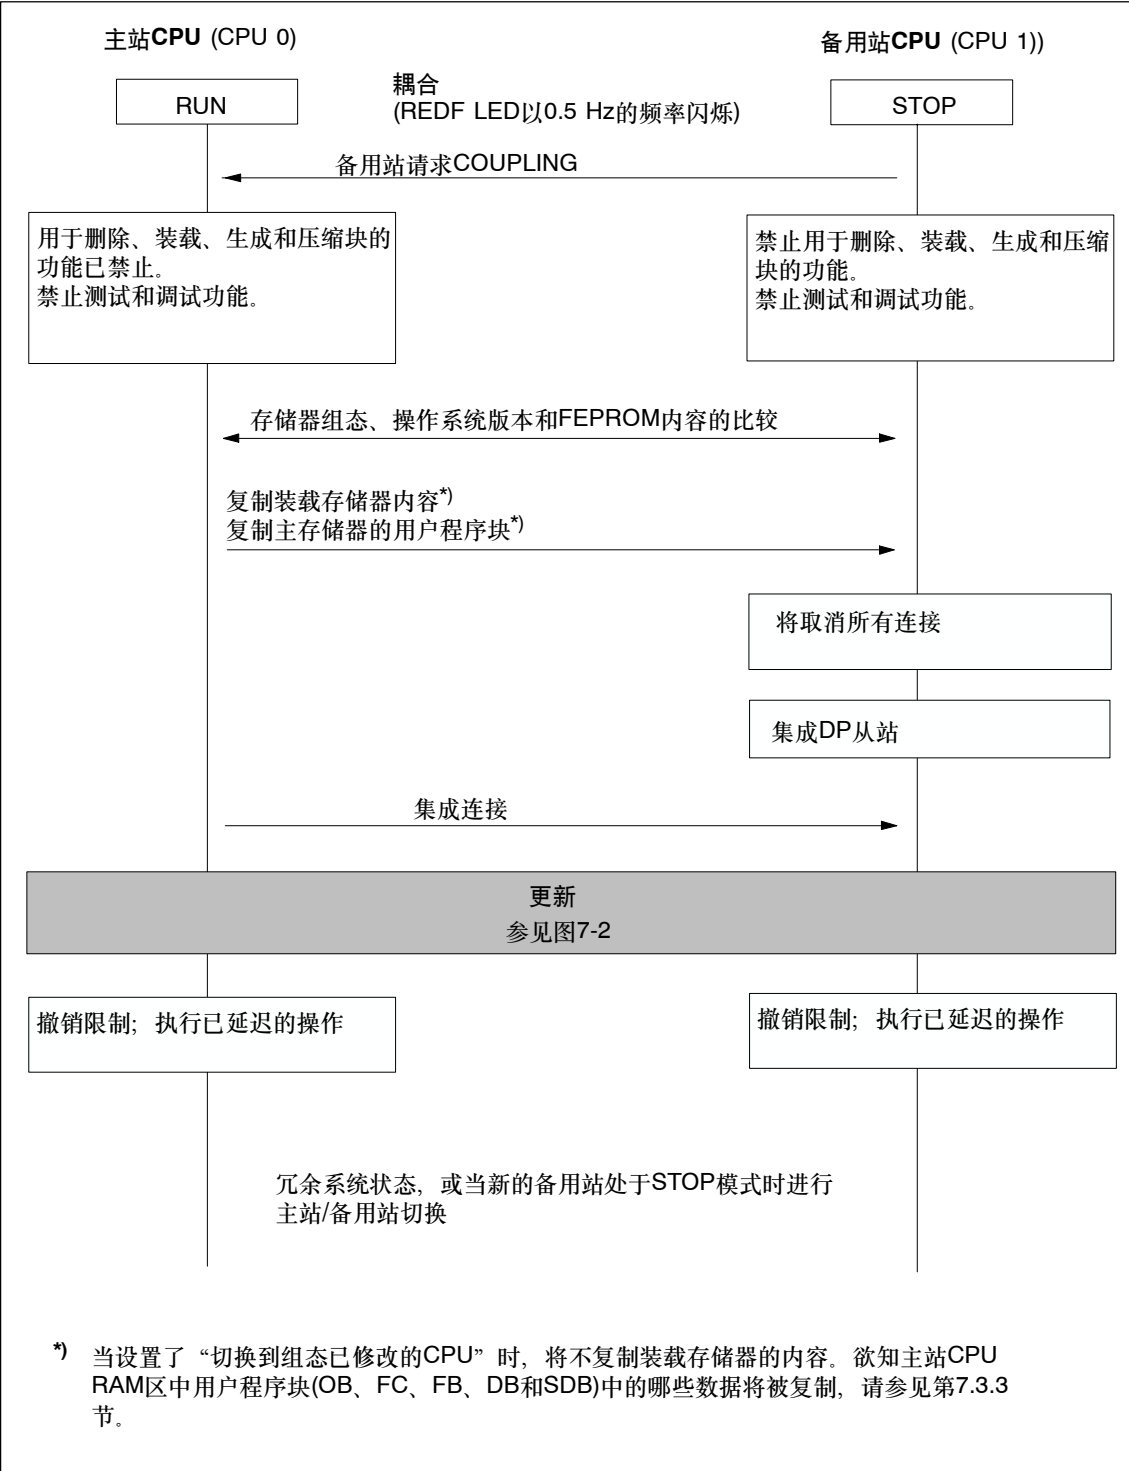 主站CPU (CPU 0)
备用站CPU (CPU 1))
RUN
耦合
(REDF LED以0.5 Hz的频率闪烁)
STOP
备用站请求COUPLING
用于删除、装载、生成和压缩块的
功能已禁止。
禁止测试和调试功能。
禁止用于删除、装载、生成和压缩
块的功能。
禁止测试和调试功能。
存储器组态、操作系统版本和FEPROM内容的比较
复制装载存储器内容*)
复制主存储器的用户程序块*)
将取消所有连接
集成DP从站
集成连接
更新
参见图7-2
撤销限制；执行已延迟的操作
撤销限制；执行已延迟的操作
冗余系统状态，或当新的备用站处于STOP模式时进行
主站/备用站切换
*) 当设置了“切换到组态已修改的CPU”时，将不复制装载存储器的内容。欲知主站CPU
RAM区中用户程序块(OB、FC、FB、DB和SDB)中的哪些数据将被复制，请参见第7.3.3
节。